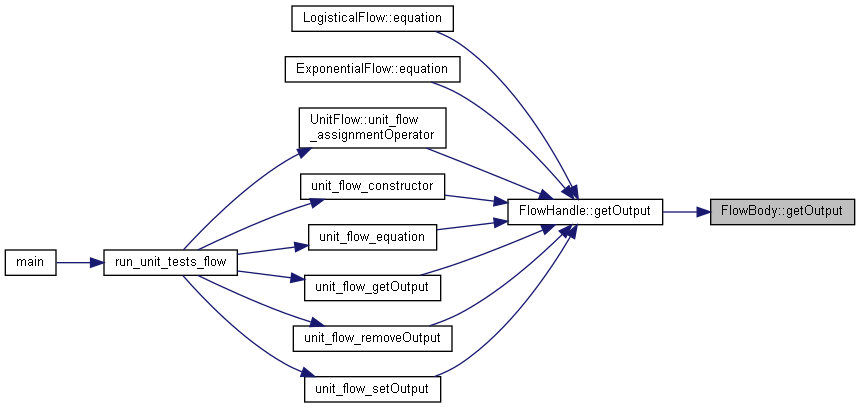 LogisticalFlow::equation
ExponentialFlow::equation
UnitFlow::unit_flow
_assignmentOperator
unit_flow_constructor
FlowHandle::getOutput
FlowBody::getOutput
unit_flow_equation
main
run_unit_tests_flow
unit_flow_getOutput
unit_flow_removeOutput
unit_flow_setOutput